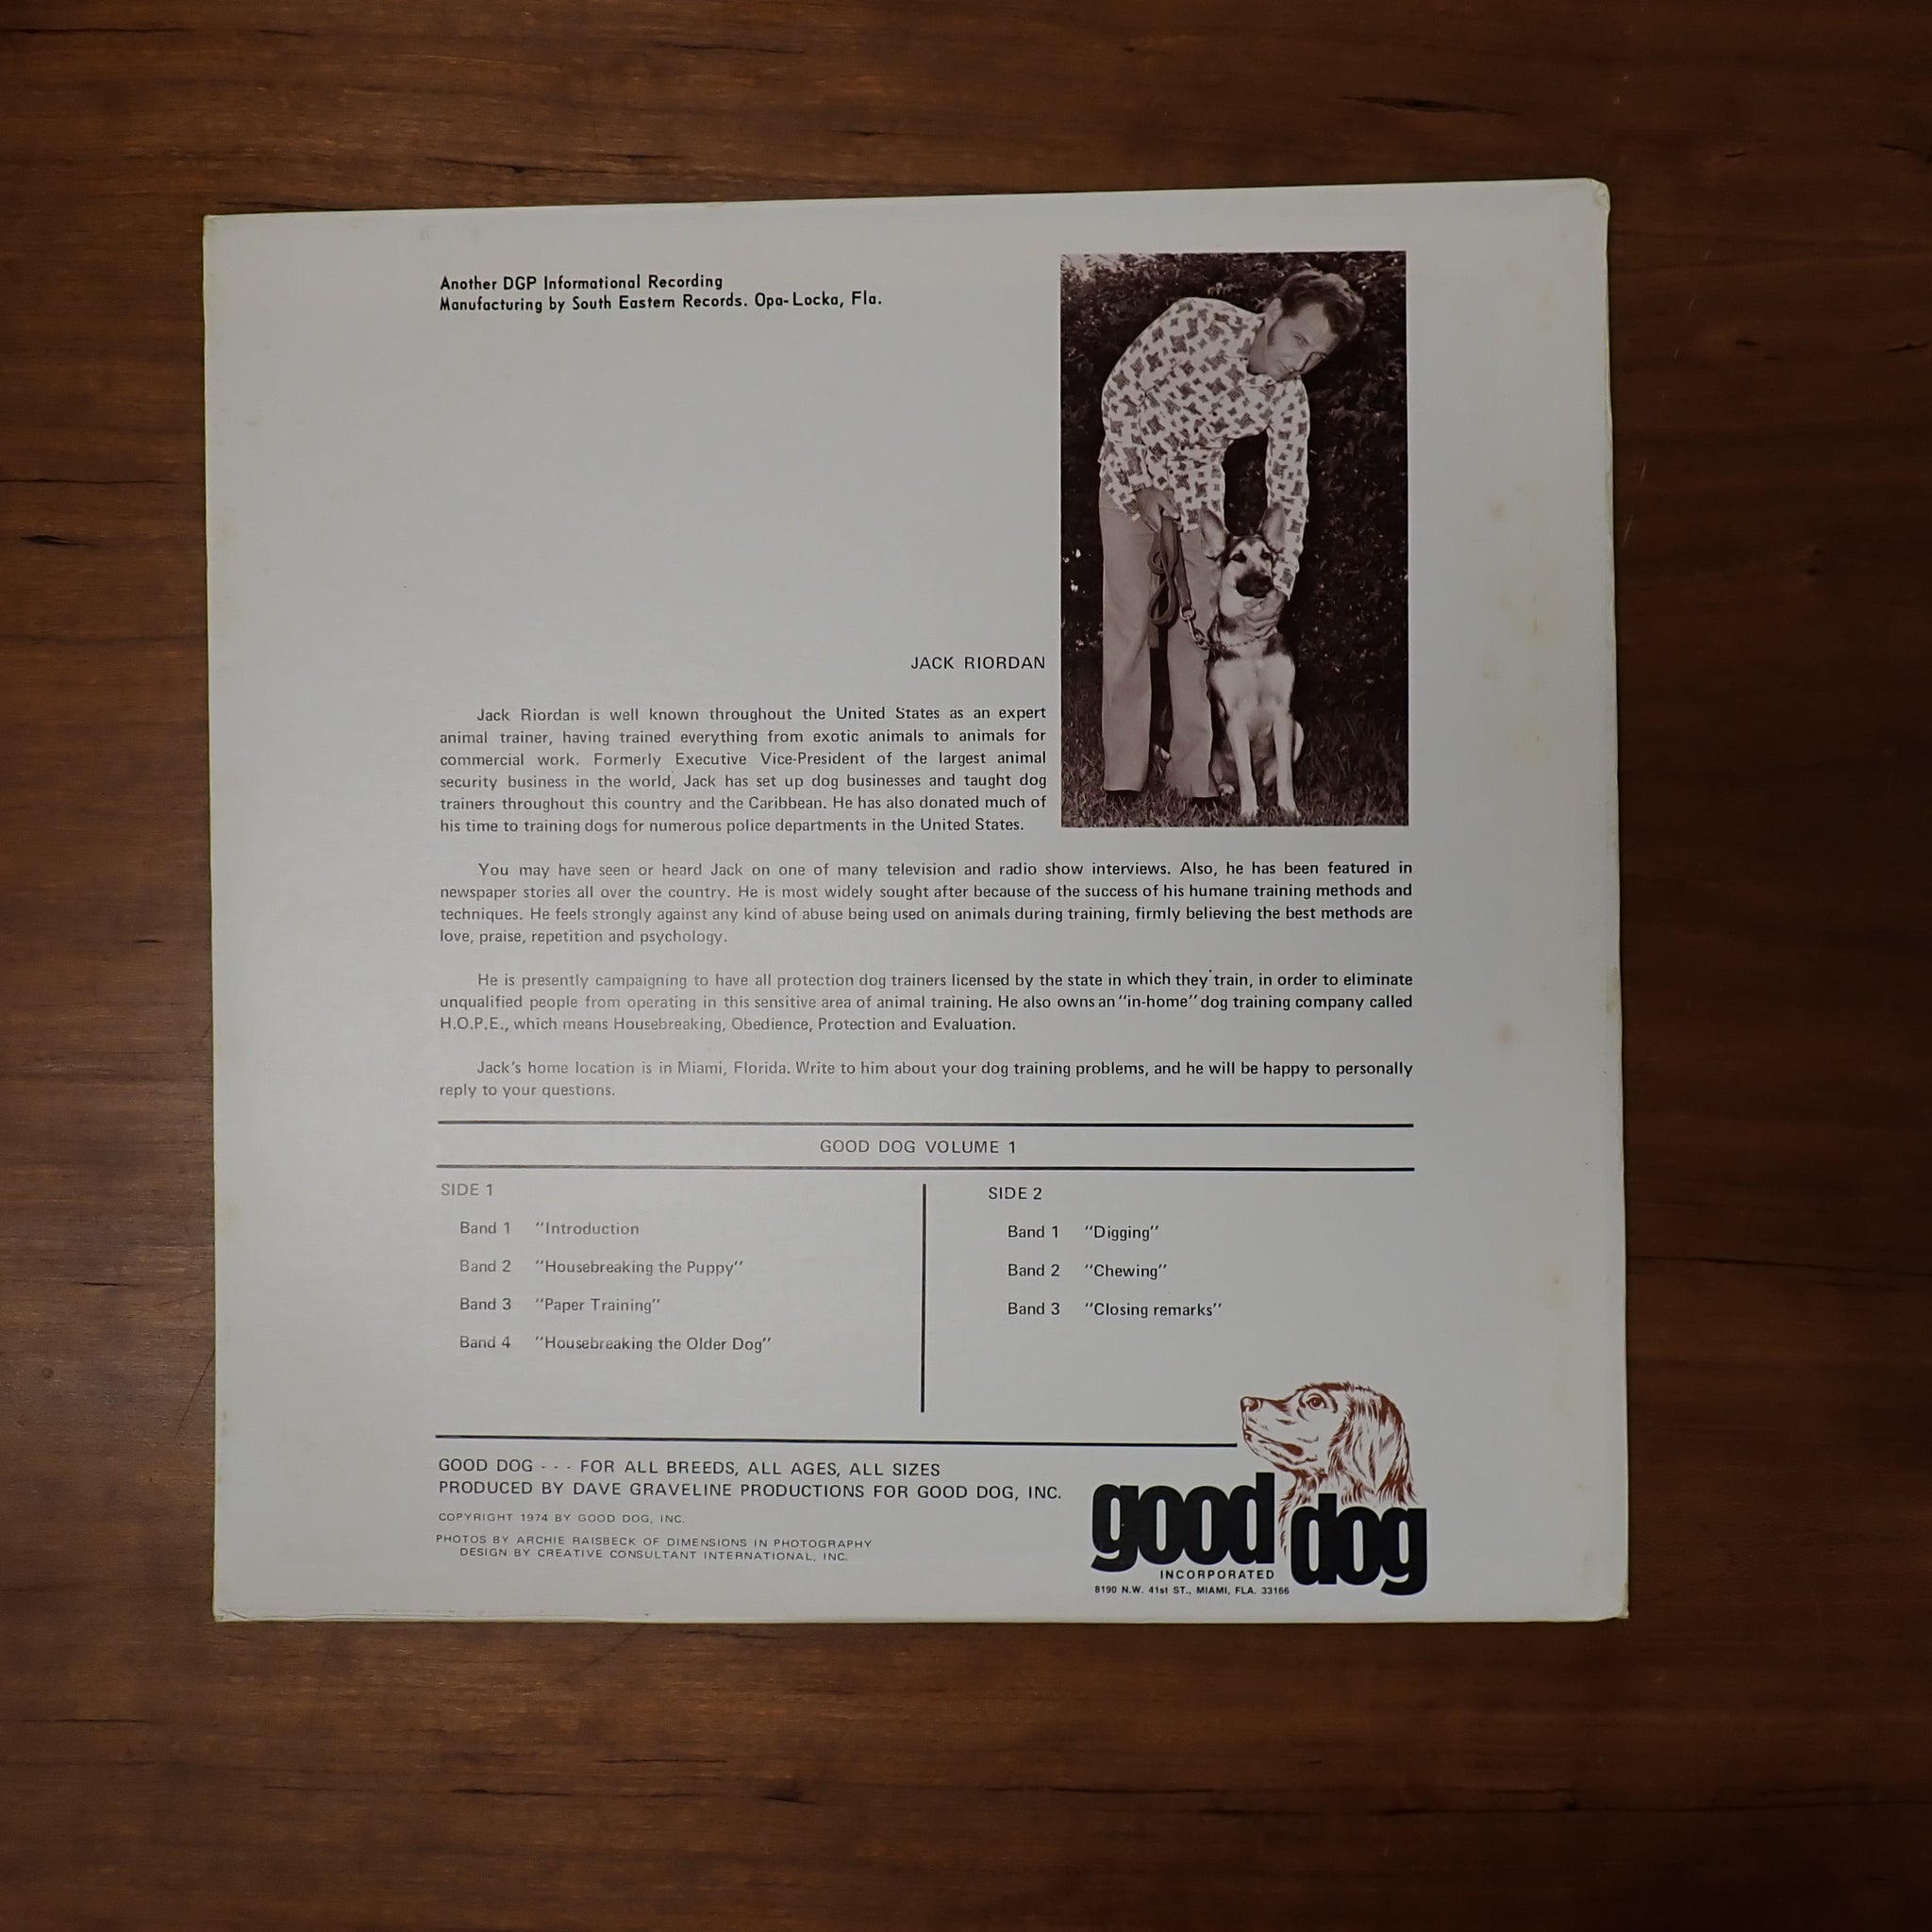 Another DGP Informational Recording
Manufacturing by South Eastern Records. Opa-Locka, Fla.
JACK RIORDAN
Jack Riordan is well known throughout the United States as an expert
animal trainer, having trained everything from exotic animals to animals for
commercial work. Formerly Executive Vice-President of the largest animal
security business in the world, Jack has set up dog businesses and taught dog
trainers throughout this country and the Caribbean. He has also donated much of
his time to training dogs for numerous police departments in the United States.
You may have seen or heard Jack on one of many television and radio show interviews. Also, he has been featured in
newspaper stories all over the country. He is most widely sought after because of the success of his humane training methods and
techniques. He feels strongly against any kind of abuse being used on animals during training, firmly believing the best methods are
love, praise, repetition and psychology.
He is presently campaigning to have all protection dog trainers licensed by the state in which they train, in order to eliminate
unqualified people from operating in this sensitive area of animal training. He also owns an "in-home" dog training company called
H.O.P.E., which means Housebreaking, Obedience, Protection and Evaluation.
Jack's home location is in Miami, Florida. Write to him about your dog training problems, and he will be happy to personally
reply to your questions.
GOOD DOG VOLUME 1
SIDE 1
Band 1 "Introduction
Band 2 "Housebreaking the Puppy"
Band 3 "Paper Training"
Band 4 "Housebreaking the Older Dog"
SIDE 2
Band 1 "Digging"
Band 2 "Chewing"
Band 3 "Closing remarks"
GOOD DOG - - - FOR ALL BREEDS, ALL AGES, ALL SIZES
PRODUCED BY DAVE GRAVELINE PRODUCTIONS FOR GOOD DOG, INC.
COPYRIGHT 1974 BY GOOD DOG, INC.
PHOTOS BY ARCHIE RAISBECK OF DIMENSIONS IN PHOTOGRAPHY
DESIGN BY CREATIVE CONSULTANT INTERNATIONAL, INC.
good dog
INCORPORATED
8190 N.W. 41st ST., MIAMI, FLA. 33166